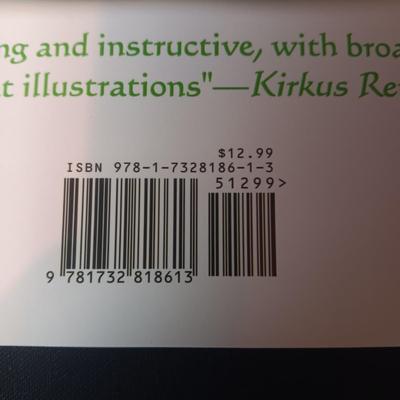 ng and instructive, with broa
t illustrations"—Kirkus Re
$12.99
ISBN 978-1-7328186-1-3
51299>
9 781732 818613